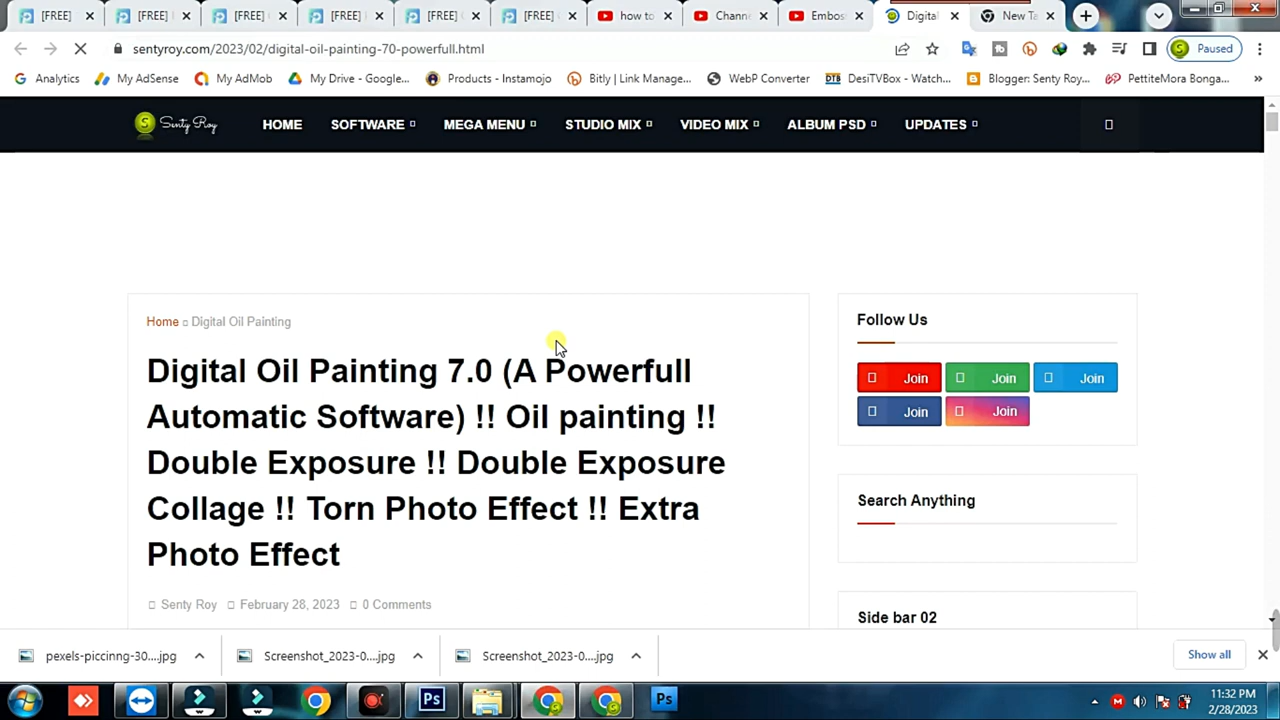 [FREE]
[FREE]
[FREE]
[FREE]
[FREE]
[FREE]
how to
Chann
Embos
Digital
New Ta
sentyroy.com/2023/02/digital-oil-painting-70-powerfull.html
Paused
Analytics
My AdSense
My AdMob
My Drive - Google...
Products - Instamojo
Bitly | Link Manage...
WebP Converter
DesiTVBox - Watch...
Blogger: Senty Roy...
PettiteMora Bonga...
»
Senty Roy
HOME
SOFTWARE
MEGA MENU
STUDIO MIX
VIDEO MIX
ALBUM PSD
UPDATES
Home Digital Oil Painting
Digital Oil Painting 7.0 (A Powerfull
Automatic Software) !! Oil painting !!
Double Exposure !! Double Exposure
Collage !! Torn Photo Effect !! Extra
Photo Effect
Senty Roy February 28, 2023 0 Comments
Follow Us
Join
Join
Join
Join
Join
Search Anything
Side bar 02
pexels-piccinng-30....jpg
Screenshot_2023-0....jpg
Screenshot_2023-0....jpg
Show all
Ps
Ps
11:32 PM
2/28/2023